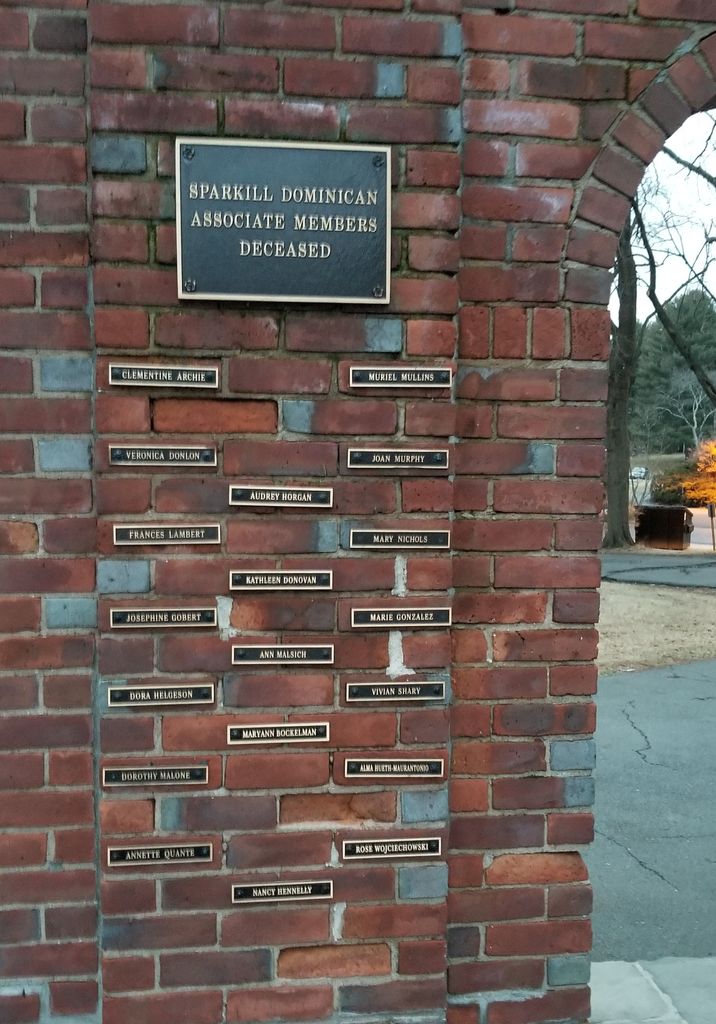 SPARKILL DOMINICAN
ASSOCIATE MEMBERS
DECEASED
CLEMENTINE ARCHIE
MURIEL MULLINS
VERONICA DONLON
JOAN MURPHY
AUDREY HORGAN
FRANCES LAMBERT
MARY NICHOLS
KATHLEEN DONOVAN
JOSEPHINE GOBERT
MARIE GONZALEZ
ANN MALSICH
DORA HELGESON
VIVIAN SHARY
MARYANN BOCKELMAN
DOROTHY MALONE
ALMA HUETH-MAURANTONIO
ANNETTE QUANTE
ROSE WOJCIECHOWSKI
NANCY HENNELLY